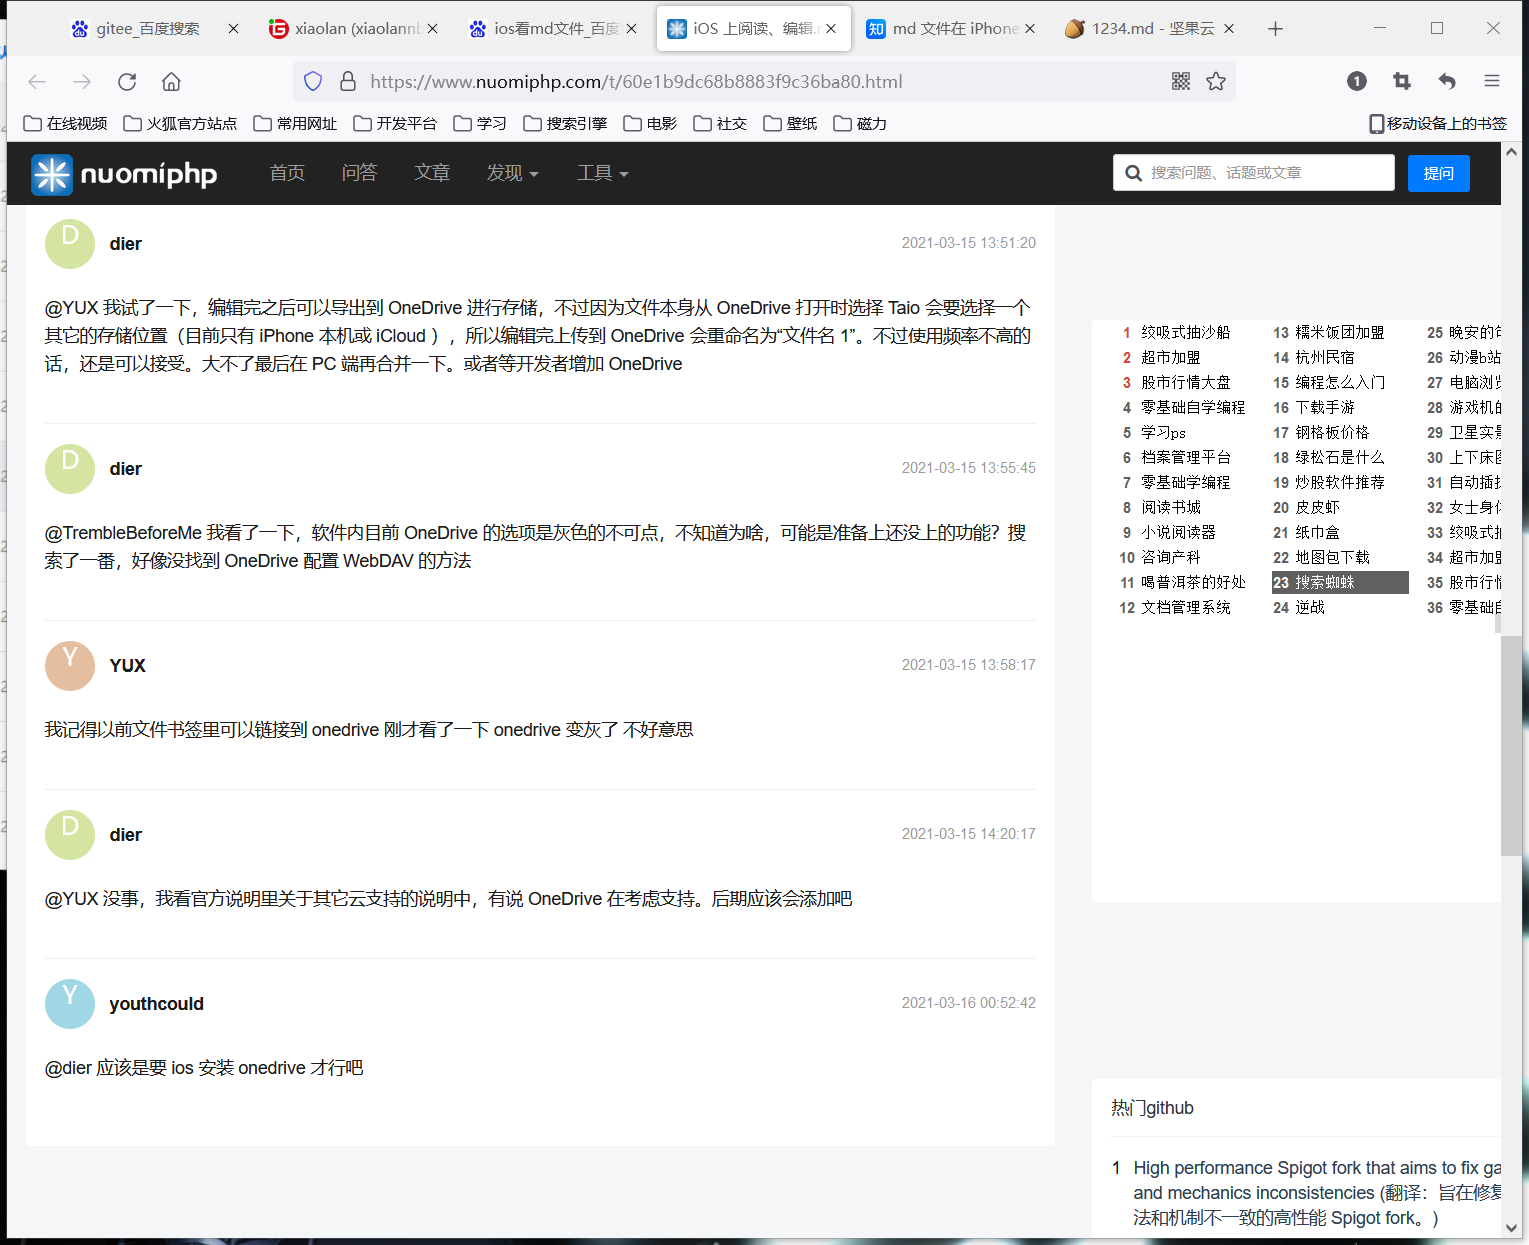 gitee_百度搜索
xiaolan (xiaolannb
ios看md文件_百度
iOS 上阅读、编辑.m
md 文件在 iPhone
1234.md - 坚果云
https://www.nuomiphp.com/t/60e1b9dc68b8883f9c36ba80.html
1
在线视频 火狐官方站点 常用网址 开发平台 学习 搜索引擎 电影 社交 壁纸 磁力 移动设备上的书签
nuomiphp 首页 问答 文章 发现 工具 搜索问题、话题或文章 提问
D dier 2021-03-15 13:51:20
@YUX 我试了一下，编辑完之后可以导出到 OneDrive 进行存储，不过因为文件本身从 OneDrive 打开时选择 Taio 会要选择一个
其它的存储位置（目前只有 iPhone 本机或 iCloud ），所以编辑完上传到 OneDrive 会重命名为“文件名 1”。不过使用频率不高的
话，还是可以接受。大不了最后在 PC 端再合并一下。或者等开发者增加 OneDrive
D dier 2021-03-15 13:55:45
@TrembleBeforeMe 我看了一下，软件内目前 OneDrive 的选项是灰色的不可点，不知道为啥，可能是准备上还没上的功能？搜
索了一番，好像没找到 OneDrive 配置 WebDAV 的方法
Y YUX 2021-03-15 13:58:17
我记得以前文件书签里可以链接到 onedrive 刚才看了一下 onedrive 变灰了 不好意思
D dier 2021-03-15 14:20:17
@YUX 没事，我看官方说明里关于其它云支持的说明中，有说 OneDrive 在考虑支持。后期应该会添加吧
Y youthcould 2021-03-16 00:52:42
@dier 应该是要 ios 安装 onedrive 才行吧
1 绞吸式抽沙船
2 超市加盟
3 股市行情大盘
4 零基础自学编程
5 学习ps
6 档案管理平台
7 零基础学编程
8 阅读书城
9 小说阅读器
10 咨询产科
11 喝普洱茶的好处
12 文档管理系统
13 糯米饭团加盟
14 杭州民宿
15 编程怎么入门
16 下载手游
17 钢格板价格
18 绿松石是什么
19 炒股软件推荐
20 皮皮虾
21 纸巾盒
22 地图包下载
23 搜索蜘蛛
24 逆战
25 晚安的
26 动漫b站
27 电脑浏
28 游戏机
29 卫星实
30 上下床
31 自动插
32 女士身
33 绞吸式
34 超市加
35 股市行
36 零基础
热门github
1 High performance Spigot fork that aims to fix ga
and mechanics inconsistencies (翻译：旨在修复
法和机制不一致的高性能 Spigot fork。)